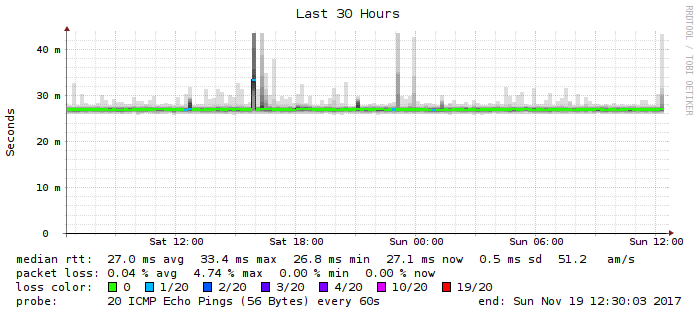 Last 30 Hours
RRDTOOL / TOBI OETIKER
Seconds
40 m
30 m
20 m
10 m
0
Sat 12:00 Sat 18:00 Sun 00:00 Sun 06:00 Sun 12:00
median rtt: 27.0 ms avg 33.4 ms max 26.8 ms min 27.1 ms now 0.5 ms sd 51.2 am/s
packet loss: 0.04 % avg 4.74 % max 0.00 % min 0.00 % now
loss color: 0 1/20 2/20 3/20 4/20 10/20 19/20
probe: 20 ICMP Echo Pings (56 Bytes) every 60s end: Sun Nov 19 12:30:03 2017